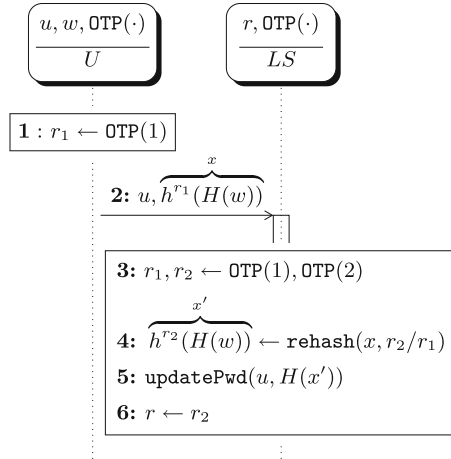 u, w, OTP(·)
U
r, OTP(·)
LS
1 : r₁ ← OTP(1)
x
2: u, h^{r₁}(H(w))
3: r₁, r₂ ← OTP(1), OTP(2)
x′
4: h^{r₂}(H(w)) ← rehash(x, r₂/r₁)
5: updatePwd(u, H(x′))
6: r ← r₂